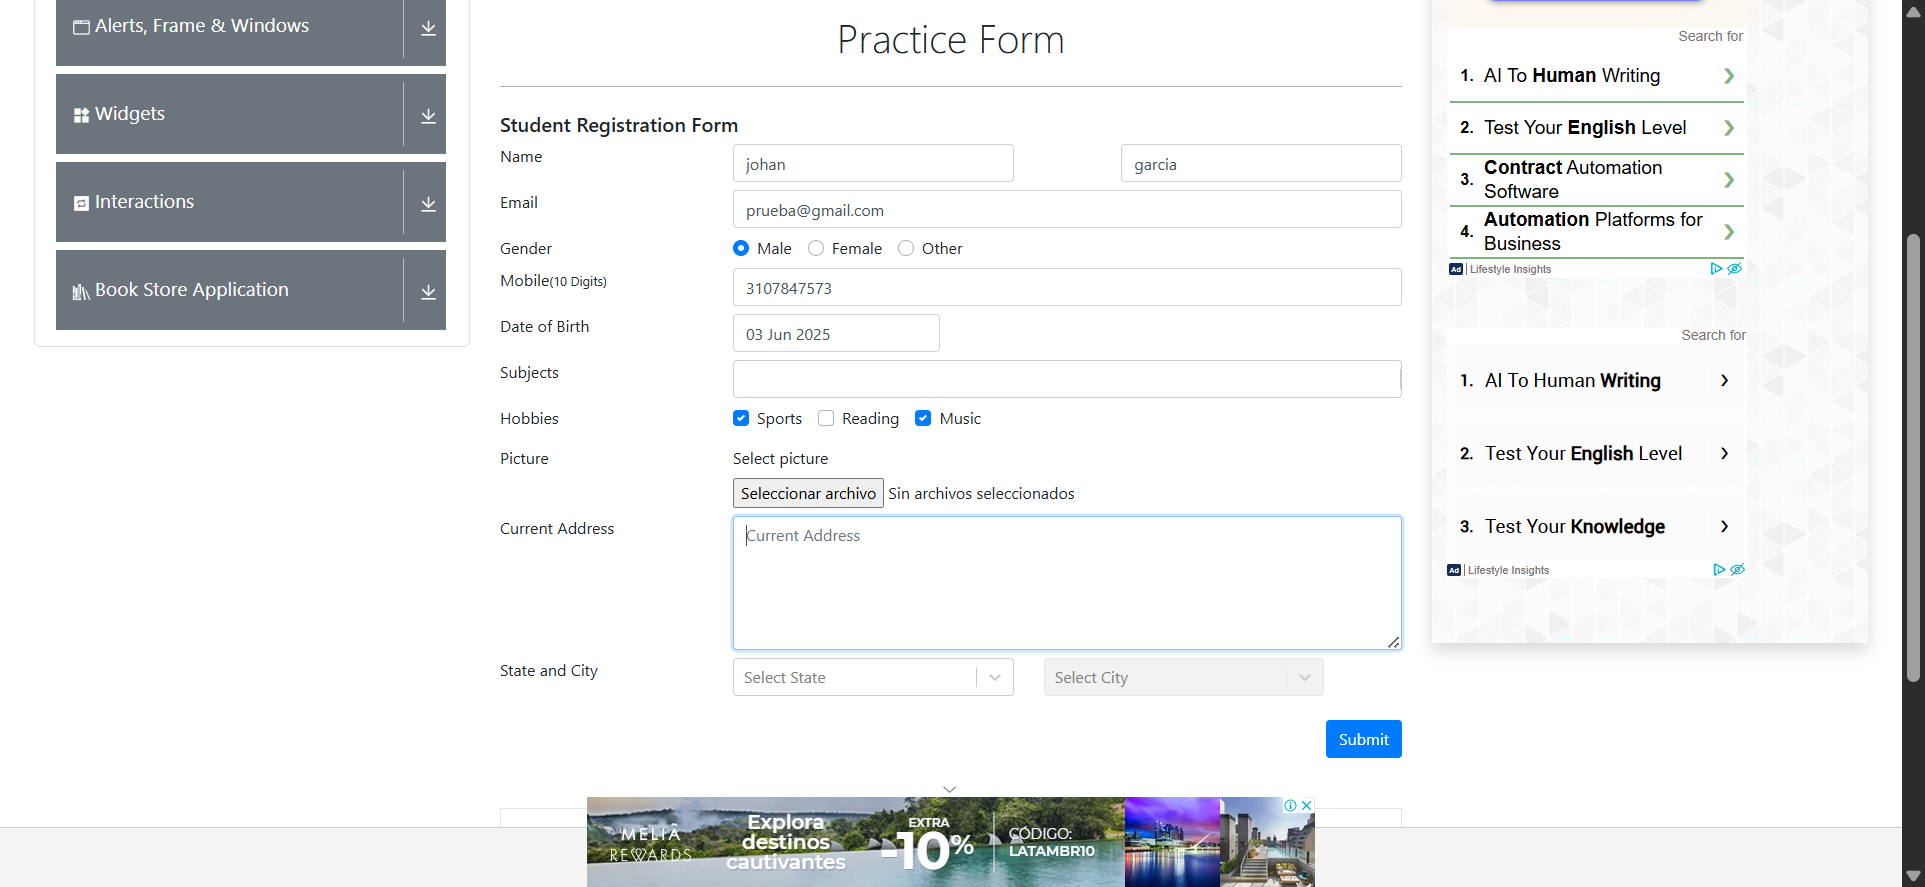 Alerts, Frame & Windows
Widgets
Interactions
Book Store Application
Practice Form
Student Registration Form
Name
johan
garcia
Email
prueba@gmail.com
Gender
Male
Female
Other
Mobile(10 Digits)
3107847573
Date of Birth
03 Jun 2025
Subjects
Hobbies
Sports
Reading
Music
Picture
Select picture
Seleccionar archivo
Sin archivos seleccionados
Current Address
Current Address
State and City
Select State
Select City
Submit
Search for
1. AI To Human Writing
2. Test Your English Level
3. Contract Automation
Software
4. Automation Platforms for
Business
Ad | Lifestyle Insights
Search for
1. AI To Human Writing
2. Test Your English Level
3. Test Your Knowledge
Ad | Lifestyle Insights
MELIÃ
REWARDS
Explora
destinos
cautivantes
EXTRA
-10%
CÓDIGO:
LATAMBR10